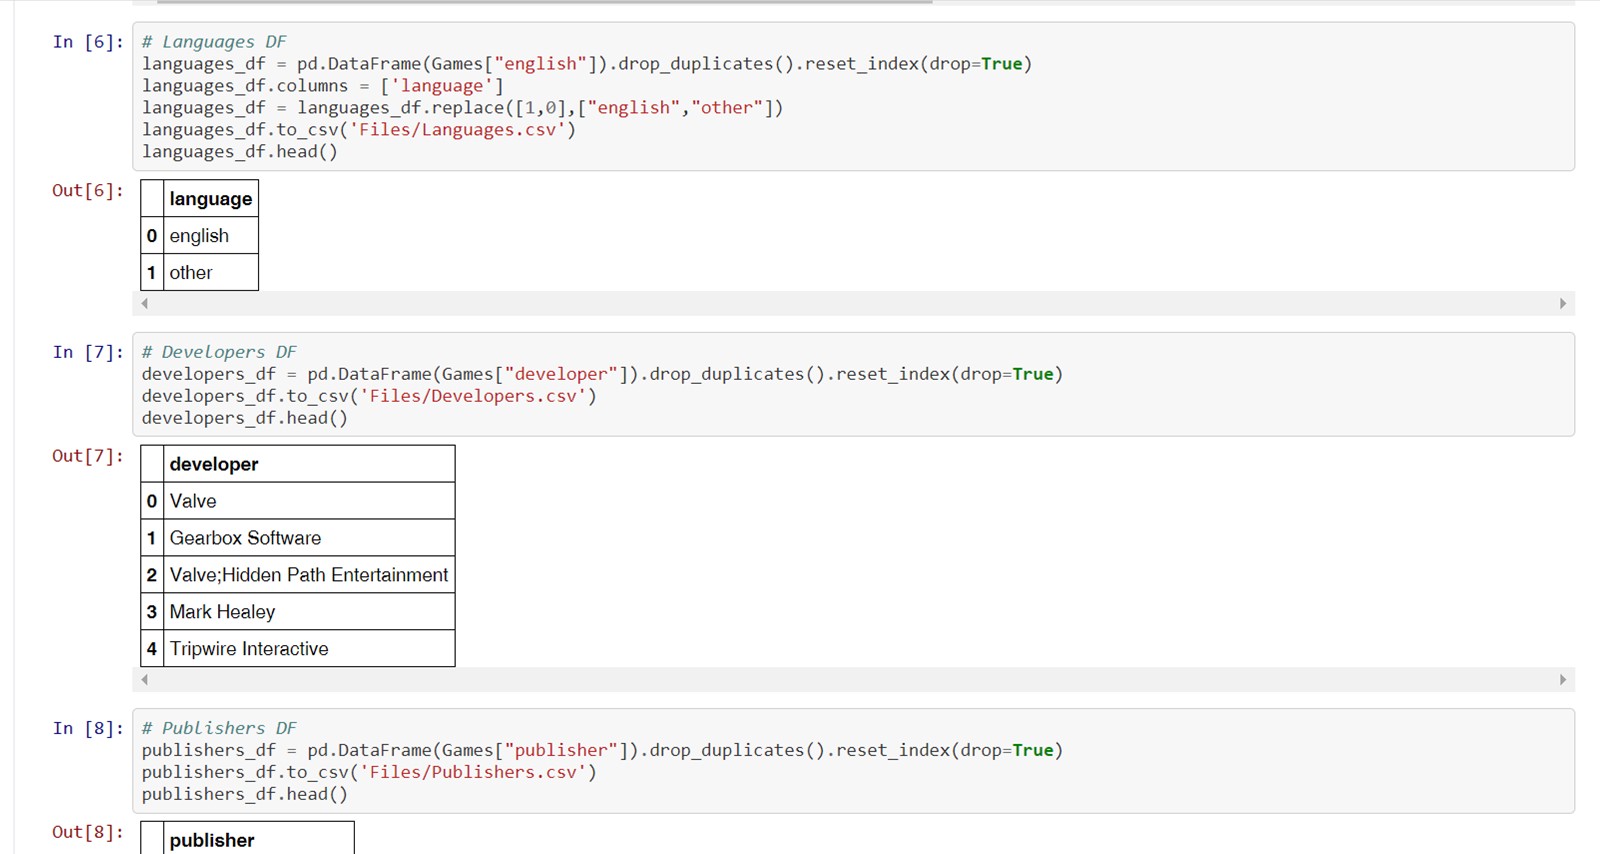 In [6]:
# Languages DF
languages_df = pd.DataFrame(Games["english"]).drop_duplicates().reset_index(drop=True)
languages_df.columns = ['language']
languages_df = languages_df.replace([1,0],["english","other"])
languages_df.to_csv('Files/Languages.csv')
languages_df.head()
Out[6]:
language
0 english
1 other
In [7]:
# Developers DF
developers_df = pd.DataFrame(Games["developer"]).drop_duplicates().reset_index(drop=True)
developers_df.to_csv('Files/Developers.csv')
developers_df.head()
Out[7]:
developer
0 Valve
1 Gearbox Software
2 Valve;Hidden Path Entertainment
3 Mark Healey
4 Tripwire Interactive
In [8]:
# Publishers DF
publishers_df = pd.DataFrame(Games["publisher"]).drop_duplicates().reset_index(drop=True)
publishers_df.to_csv('Files/Publishers.csv')
publishers_df.head()
Out[8]:
publisher